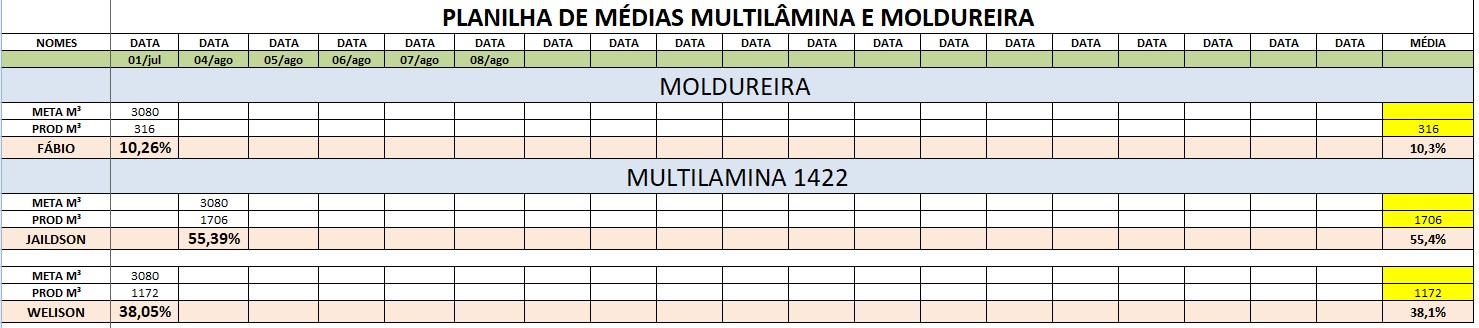 PLANILHA DE MÉDIAS MULTILÂMINA E MOLDUREIRA
NOMES DATA DATA DATA DATA DATA DATA DATA DATA DATA DATA DATA DATA DATA DATA DATA DATA DATA DATA DATA MÉDIA
01/jul 04/ago 05/ago 06/ago 07/ago 08/ago
MOLDUREIRA
META M³ 3080
PROD M³ 316 316
FÁBIO 10,26% 10,3%
MULTILAMINA 1422
META M³ 3080
PROD M³ 1706 1706
JAILDSON 55,39% 55,4%
META M³ 3080
PROD M³ 1172 1172
WELISON 38,05% 38,1%